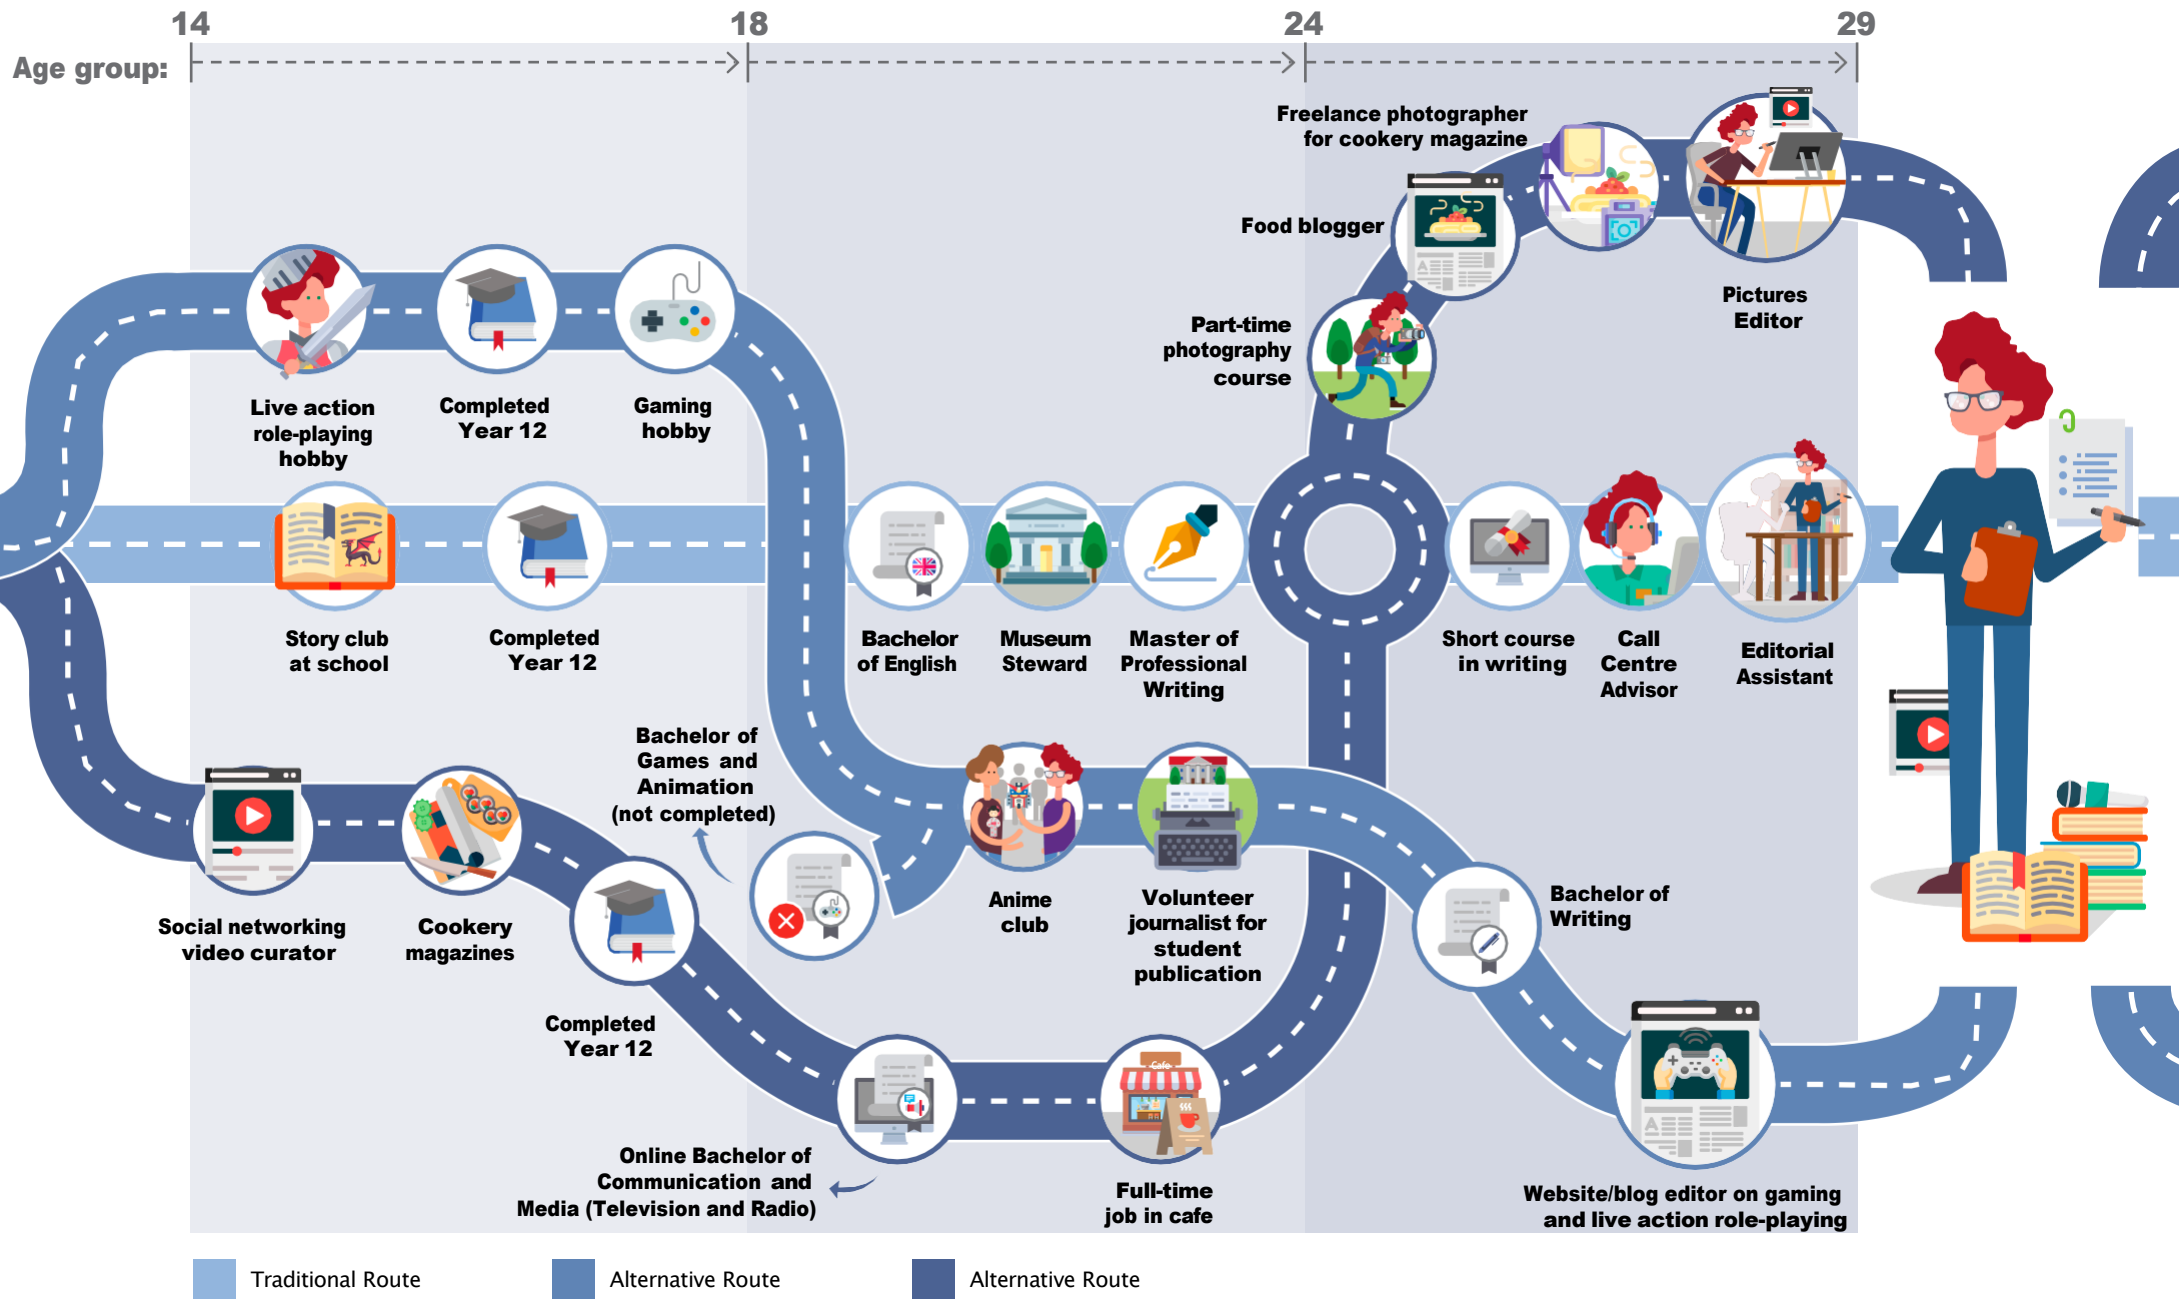 14
18
24
29
Age group:
Freelance photographer
for cookery magazine
Food blogger
Part-time
photography
course
Pictures
Editor
Live action
role-playing
hobby
Completed
Year 12
Gaming
hobby
Story club
at school
Completed
Year 12
Bachelor
of English
Museum
Steward
Master of
Professional
Writing
Short course
in writing
Call
Centre
Advisor
Editorial
Assistant
Bachelor of
Games and
Animation
(not completed)
Social networking
video curator
Cookery
magazines
Completed
Year 12
Anime
club
Volunteer
journalist for
student
publication
Bachelor of
Writing
Online Bachelor of
Communication and
Media (Television and Radio)
Cafe
Full-time
job in cafe
A
A
Website/blog editor on gaming
and live action role-playing
Traditional Route
Alternative Route
Alternative Route